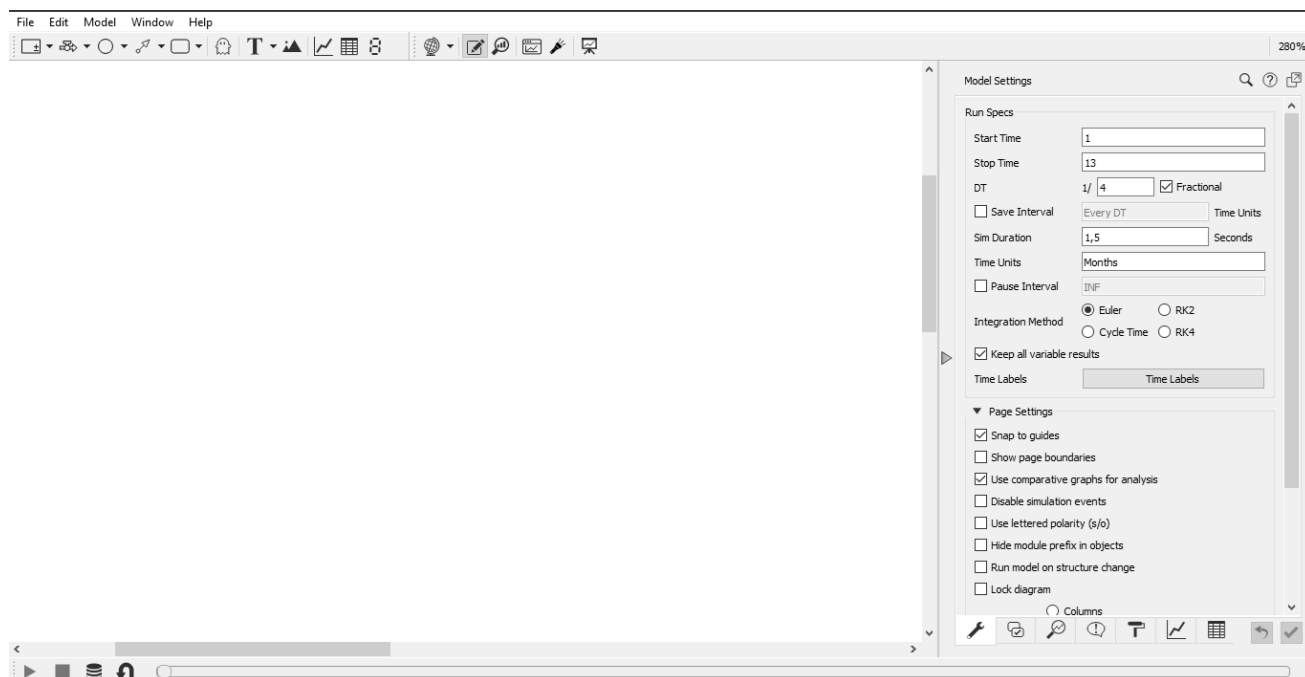 File Edit Model Window Help
T
280%
Model Settings
Run Specs
Start Time 1
Stop Time 13
DT 1/ 4 Fractional
Save Interval Every DT Time Units
Sim Duration 1,5 Seconds
Time Units Months
Pause Interval INF
Integration Method Euler RK2
Cycle Time RK4
Keep all variable results
Time Labels Time Labels
Page Settings
Snap to guides
Show page boundaries
Use comparative graphs for analysis
Disable simulation events
Use lettered polarity (s/o)
Hide module prefix in objects
Run model on structure change
Lock diagram
Columns